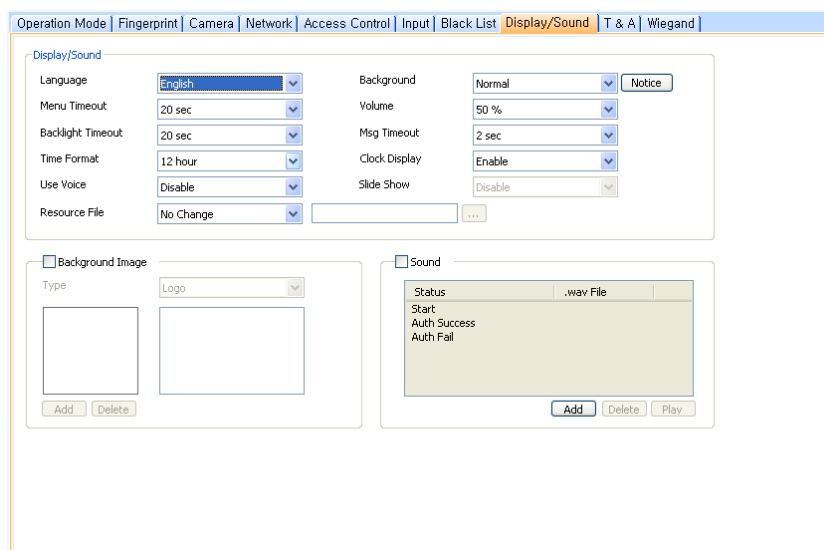 Operation Mode Fingerprint Camera Network Access Control Input Black List Display/Sound T & A Wiegand
Display/Sound
Language English Background Normal Notice
Menu Timeout 20 sec Volume 50 %
Backlight Timeout 20 sec Msg Timeout 2 sec
Time Format 12 hour Clock Display Enable
Use Voice Disable Slide Show Disable
Resource File No Change ...
Background Image
Type Logo
Add Delete
Sound
Status .wav File
Start
Auth Success
Auth Fail
Add Delete Play